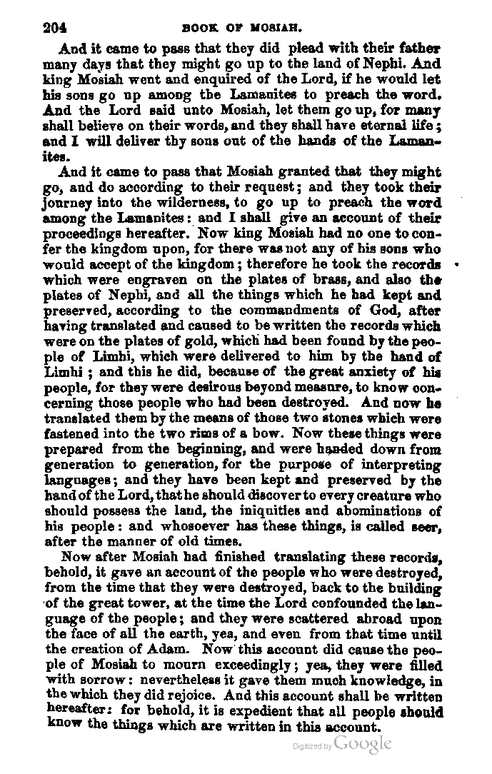 204 BOOK OF MOSIAH.
And it came to pass that they did plead with their father
many days that they might go up to the land of Nephi. And
king Mosiah went and enquired of the Lord, if he would let
his sons go up among the Lamanites to preach the word.
And the Lord said unto Mosiah, let them go up, for many
shall believe on their words, and they shall have eternal life;
and I will deliver thy sons out of the hands of the Laman-
ites.
And it came to pass that Mosiah granted that they might
go, and do according to their request; and they took their
journey into the wilderness, to go up to preach the word
among the Lamanites: and I shall give an account of their
proceedings hereafter. Now king Mosiah had no one to con-
fer the kingdom upon, for there was not any of his sons who
would accept of the kingdom; therefore he took the records
which were engraven on the plates of brass, and also the
plates of Nephi, and all the things which he had kept and
preserved, according to the commandments of God, after
having translated and caused to be written the records which
were on the plates of gold, which had been found by the peo-
ple of Limhi, which were delivered to him by the hand of
Limhi; and this he did, because of the great anxiety of his
people, for they were desirous beyond measure, to know con-
cerning those people who had been destroyed. And now he
translated them by the means of those two stones which were
fastened into the two rims of a bow. Now these things were
prepared from the beginning, and were handed down from
generation to generation, for the purpose of interpreting
languages; and they have been kept and preserved by the
hand of the Lord, that he should discover to every creature who
should possess the land, the iniquities and abominations of
his people: and whosoever has these things, is called seer,
after the manner of old times.
Now after Mosiah had finished translating these records,
behold, it gave an account of the people who were destroyed,
from the time that they were destroyed, back to the building
of the great tower, at the time the Lord confounded the lan-
guage of the people; and they were scattered abroad upon
the face of all the earth, yea, and even from that time until
the creation of Adam. Now this account did cause the peo-
ple of Mosiah to mourn exceedingly; yea, they were filled
with sorrow: nevertheless it gave them much knowledge, in
the which they did rejoice. And this account shall be written
hereafter: for behold, it is expedient that all people should
know the things which are written in this account.
Digitized by Google